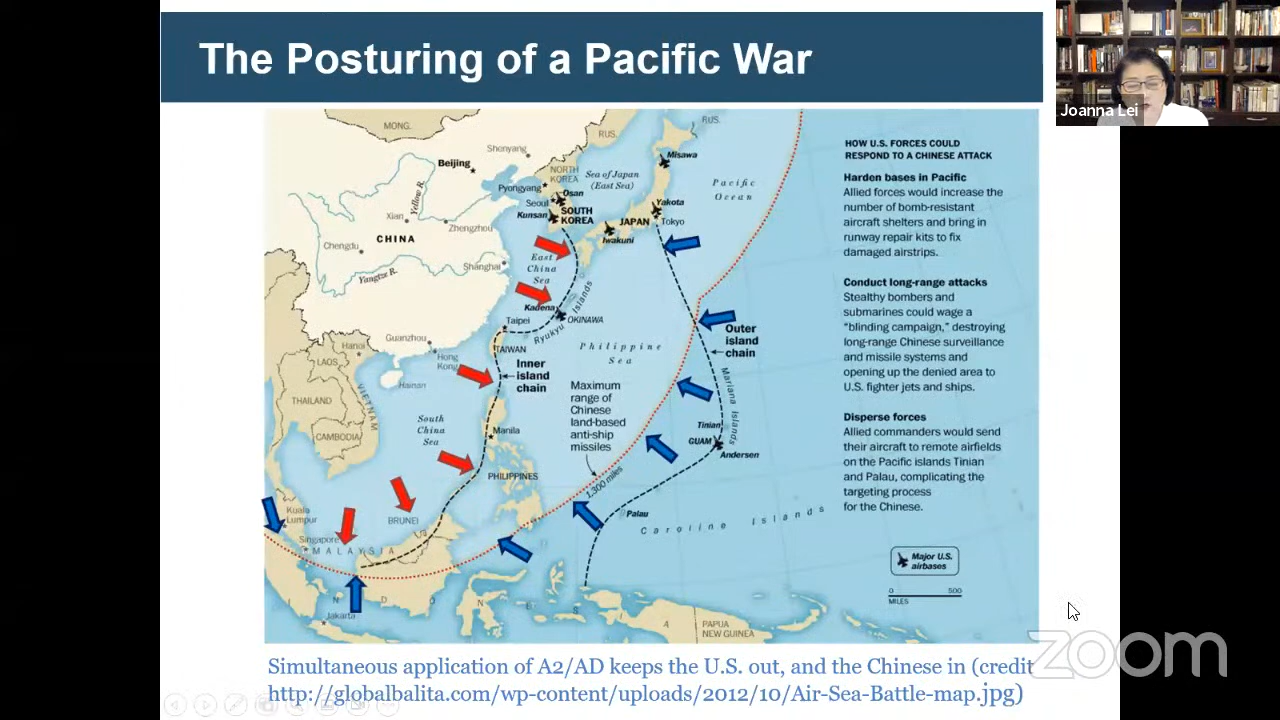 The Posturing of a Pacific War
Joanna Lei
MONG.
RUS.
RUS.
Shenyang
Beijing
NORTH
KOREA
Sea of Japan
(East Sea)
Misawa
Pacific
Ocean
Pyongyang
Osan
Seoul
Kunsan
SOUTH
KOREA
Yakota
JAPAN
Tokyo
Iwakuni
Yellow R.
Xian
Zhengzhou
CHINA
Chengdu
Yangtze R.
Shanghai
East
China
Sea
Kadena
OKINAWA
Ryukyu Islands
Taipei
TAIWAN
Guanzhou
Hong
Kong
Hanoi
Hainan
LAOS
VIETNAM
THAILAND
CAMBODIA
Inner
island
chain
Philippine
Sea
Outer
island
chain
Mariana Islands
Maximum
range of
Chinese
land-based
anti-ship
missiles
1,300 miles
South
China
Sea
Manila
PHILIPPINES
Tinian
GUAM
Andersen
Palau
Caroline Islands
Kuala
Lumpur
Singapore
MALAYSIA
BRUNEI
Jakarta
PAPUA
NEW GUINEA
HOW U.S. FORCES COULD
RESPOND TO A CHINESE ATTACK
Harden bases in Pacific
Allied forces would increase the
number of bomb-resistant
aircraft shelters and bring in
runway repair kits to fix
damaged airstrips.
Conduct long-range attacks
Stealthy bombers and
submarines could wage a
“blinding campaign,” destroying
long-range Chinese surveillance
and missile systems and
opening up the denied area to
U.S. fighter jets and ships.
Disperse forces
Allied commanders would send
their aircraft to remote airfields
on the Pacific islands Tinian
and Palau, complicating the
targeting process
for the Chinese.
Major U.S.
airbases
0 500
MILES
Simultaneous application of A2/AD keeps the U.S. out, and the Chinese in (credit
http://globalbalita.com/wp-content/uploads/2012/10/Air-Sea-Battle-map.jpg)
zoom